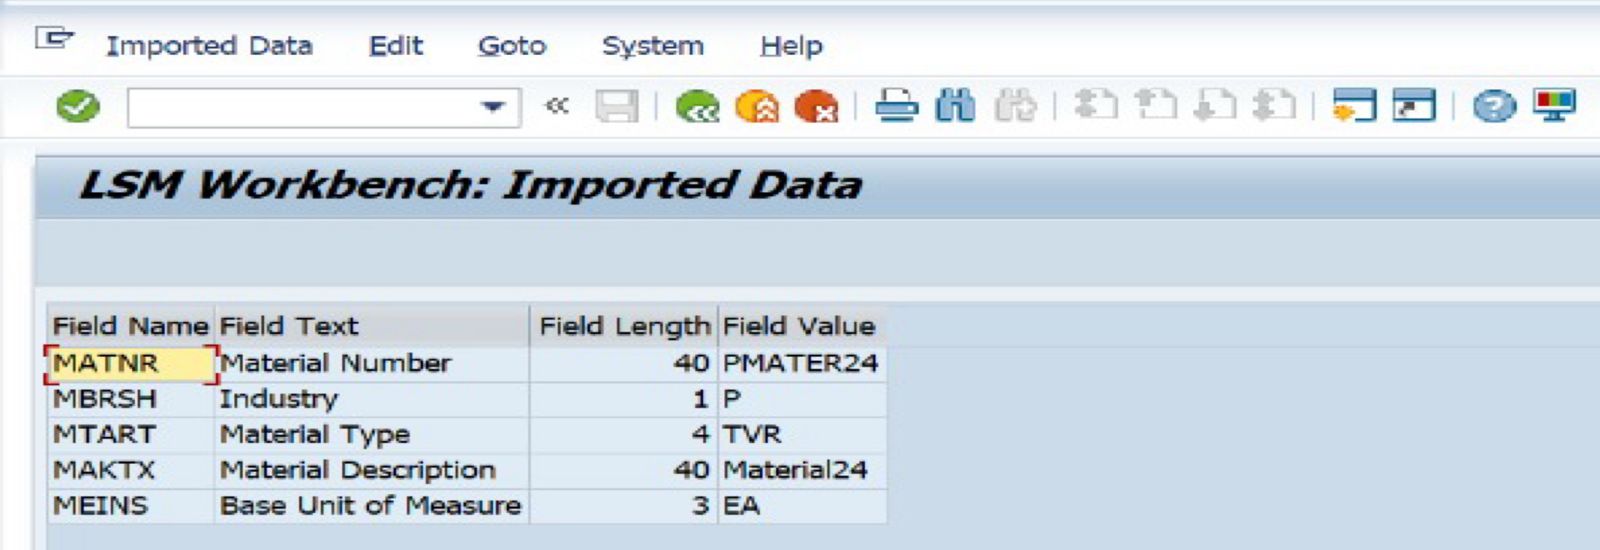 Imported Data Edit Goto System Help
LSM Workbench: Imported Data
Field Name Field Text Field Length Field Value
MATNR Material Number 40 PMATER24
MBRSH Industry 1 P
MTART Material Type 4 TVR
MAKTX Material Description 40 Material24
MEINS Base Unit of Measure 3 EA